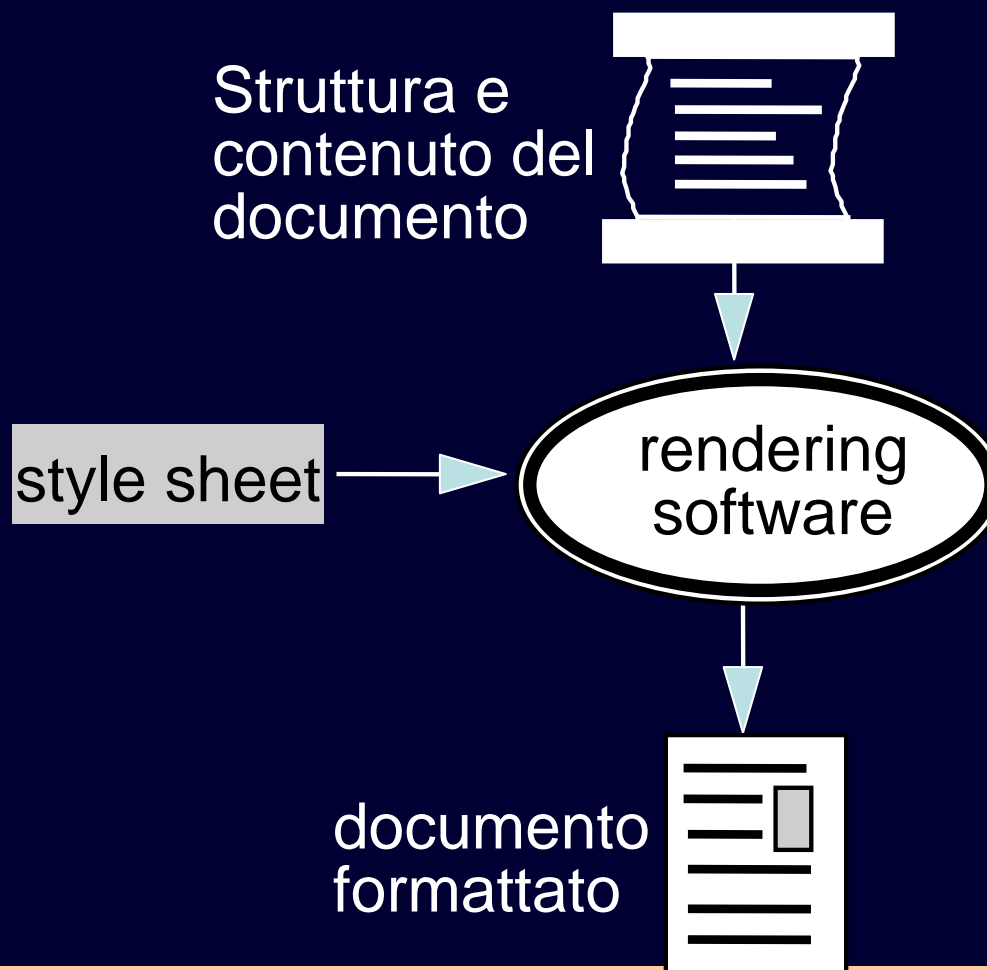 Struttura e
contenuto del
documento
style sheet
rendering
software
documento
formattato